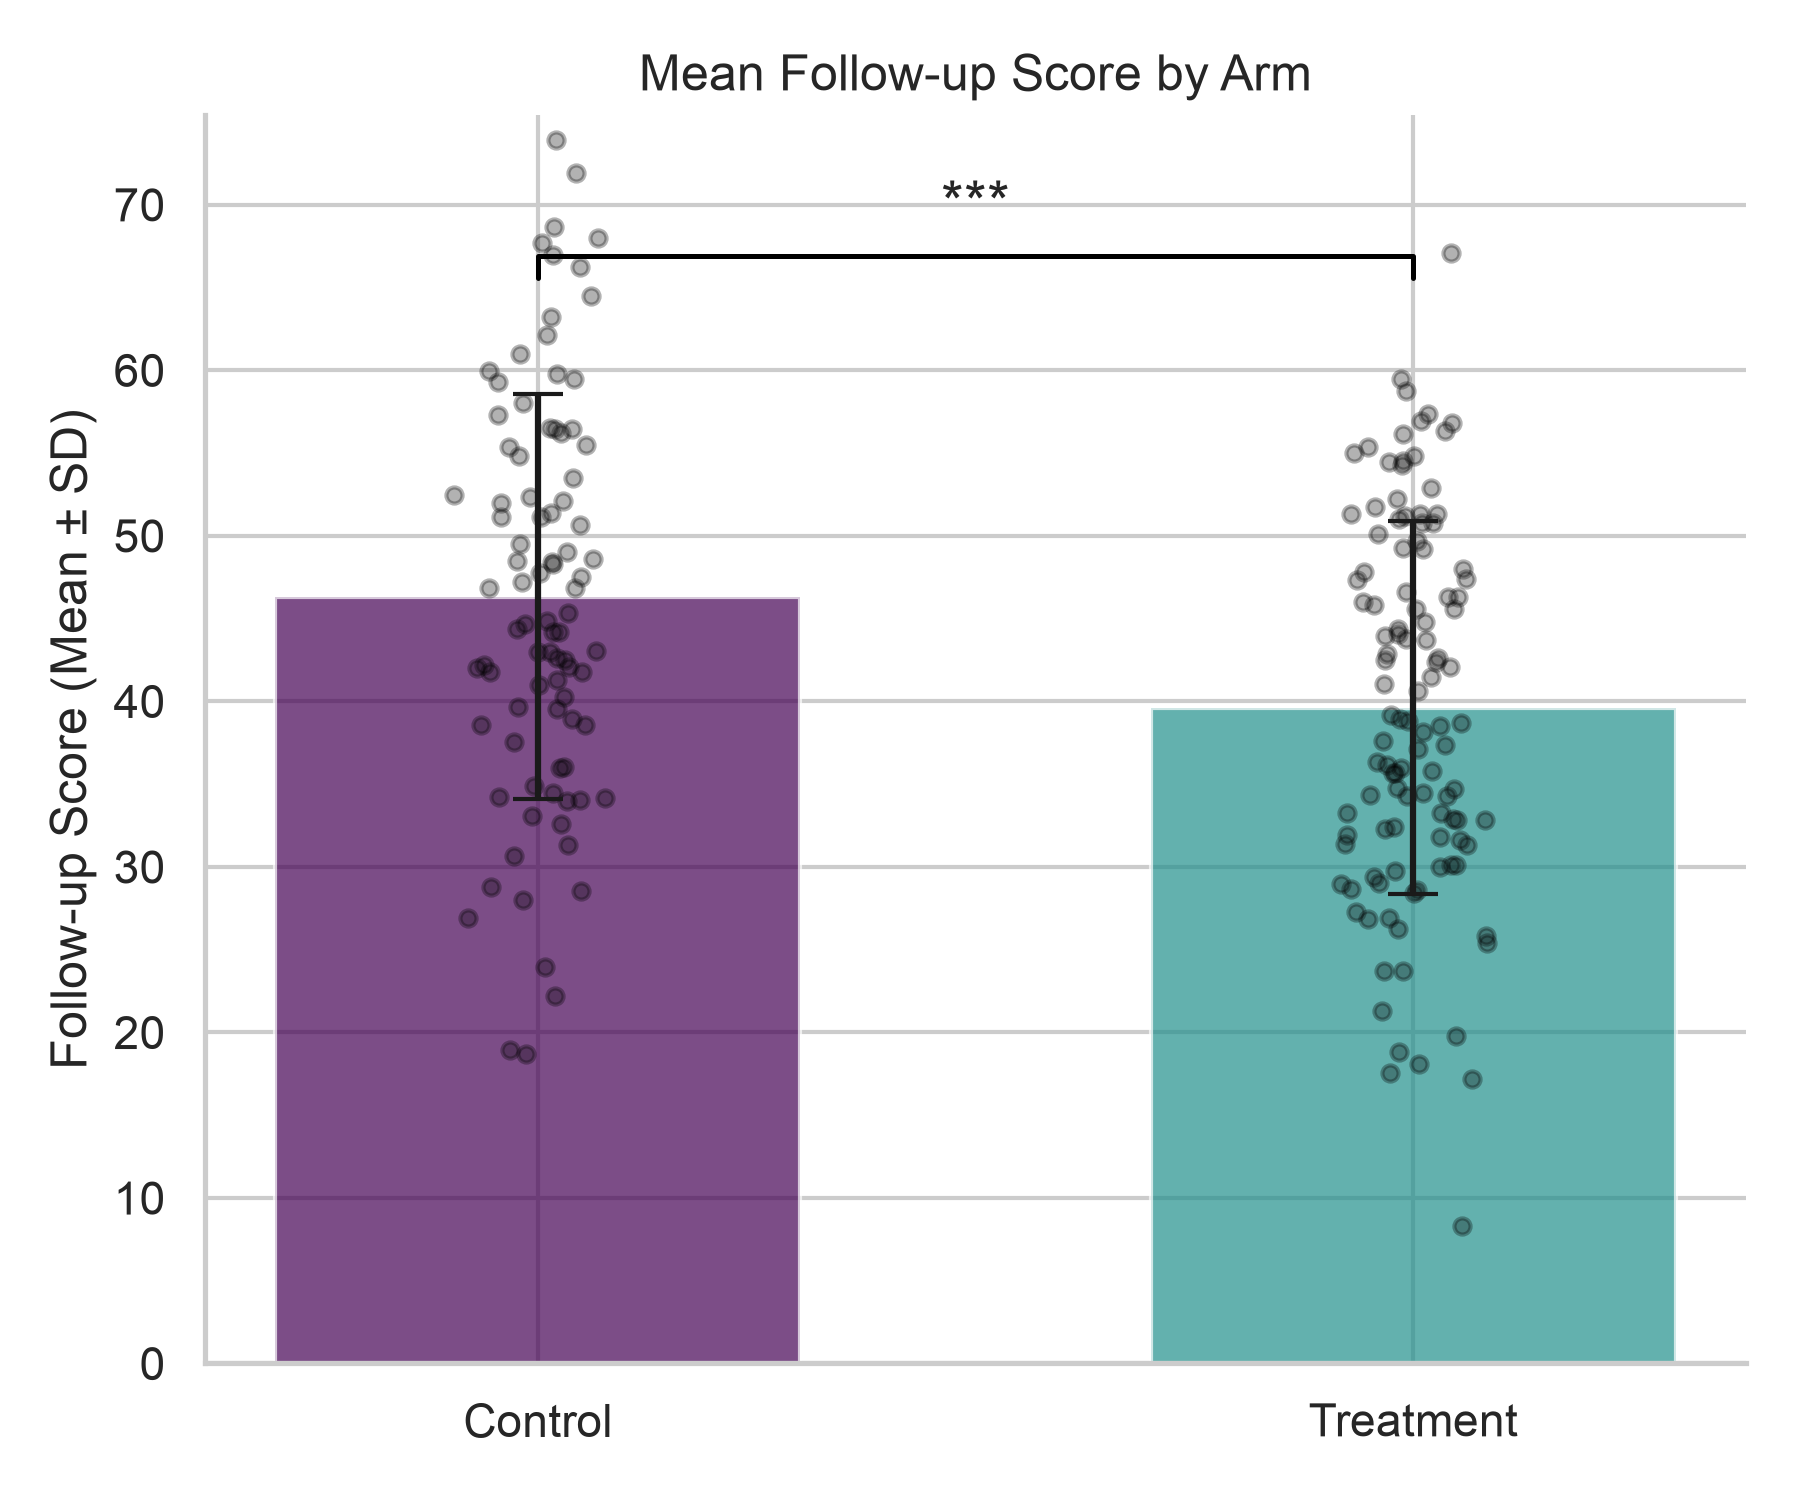 Mean Follow-up Score by Arm
***
Follow-up Score (Mean ± SD)
70
60
50
40
30
20
10
0
Control
Treatment